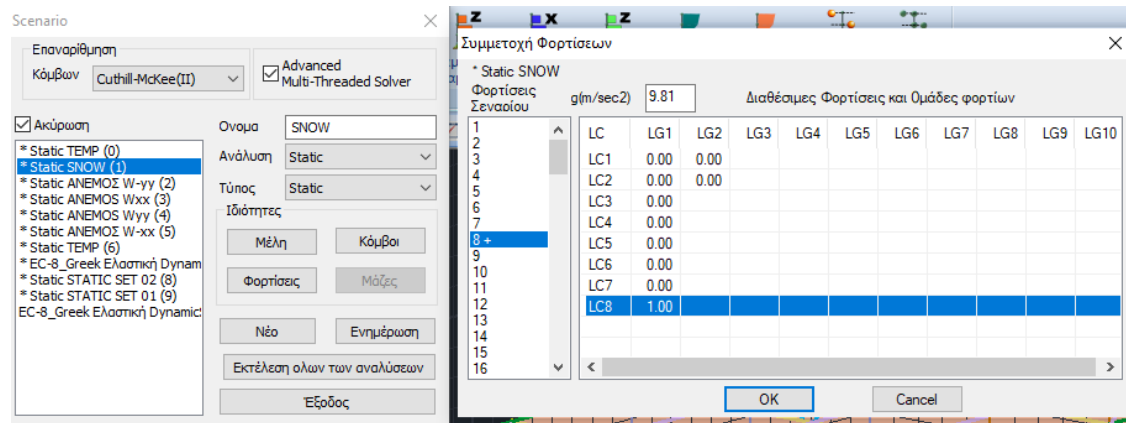 Scenario
Επαναρίθμηση
Κόμβων Cuthill-McKee(II)
Advanced
Multi-Threaded Solver
Ακύρωση
* Static TEMP (0)
* Static SNOW (1)
* Static ΑΝΕΜΟΣ W-yy (2)
* Static ANEMOS Wxx (3)
* Static ANEMOS Wyy (4)
* Static ΑΝΕΜΟΣ W-xx (5)
* Static TEMP (6)
* EC-8_Greek Ελαστική Dynam
* Static STATIC SET 02 (8)
* Static STATIC SET 01 (9)
EC-8_Greek Ελαστική Dynamic
Ονομα SNOW
Ανάλυση Static
Τύπος Static
Ιδιότητες
Μέλη Κόμβοι
Φορτίσεις Μάζες
Νέο Ενημέρωση
Εκτέλεση ολων των αναλύσεων
Έξοδος
Z X Z
Συμμετοχή Φορτίσεων
* Static SNOW
Φορτίσεις
Σεναρίου
g(m/sec2) 9.81 Διαθέσιμες Φορτίσεις και Ομάδες φορτίων
1
2
3
4
5
6
7
8 +
9
10
11
12
13
14
15
16
LC LG1 LG2 LG3 LG4 LG5 LG6 LG7 LG8 LG9 LG10
LC1 0.00 0.00
LC2 0.00 0.00
LC3 0.00
LC4 0.00
LC5 0.00
LC6 0.00
LC7 0.00
LC8 1.00
OK Cancel